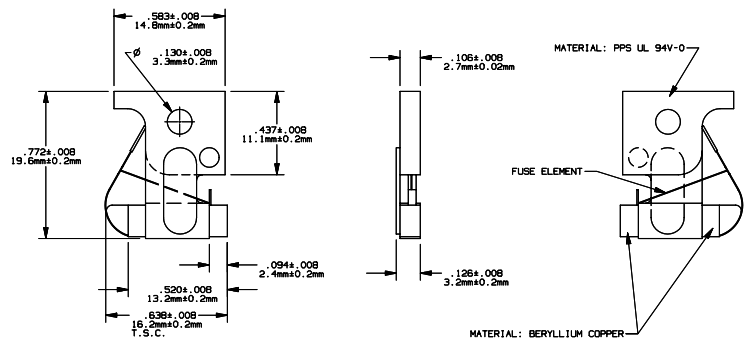 .583±.008
14.8mm±0.2mm
Ø .130±.008
3.3mm±0.2mm
.106±.008
2.7mm±0.02mm
MATERIAL: PPS UL 94V-0
.437±.008
11.1mm±0.2mm
.772±.008
19.6mm±0.2mm
FUSE ELEMENT
.094±.008
2.4mm±0.2mm
.126±.008
3.2mm±0.2mm
.520±.008
13.2mm±0.2mm
.638±.008
16.2mm±0.2mm
T.S.C.
MATERIAL: BERYLLIUM COPPER